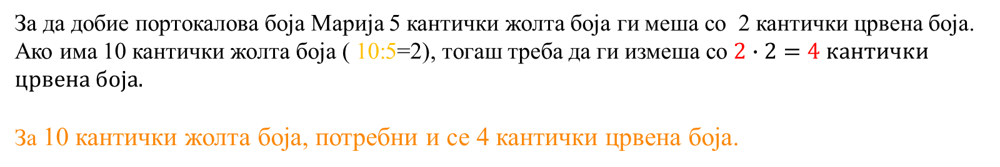 За да добие портокалова боја Марија 5 кантички жолта боја ги меша со 2 кантички црвена боја.
Ако има 10 кантички жолта боја ( 10:5=2), тогаш треба да ги измеша со 2 · 2 = 4 кантички
црвена боја.
За 10 кантички жолта боја, потребни и се 4 кантички црвена боја.